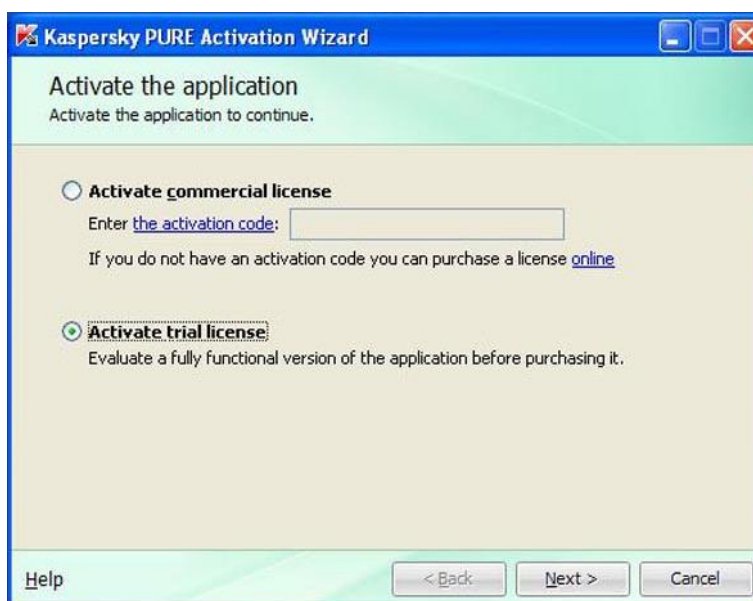 Kaspersky PURE Activation Wizard
Activate the application
Activate the application to continue.
Activate commercial license
Enter the activation code:
If you do not have an activation code you can purchase a license online
Activate trial license
Evaluate a fully functional version of the application before purchasing it.
Help
< Back
Next >
Cancel